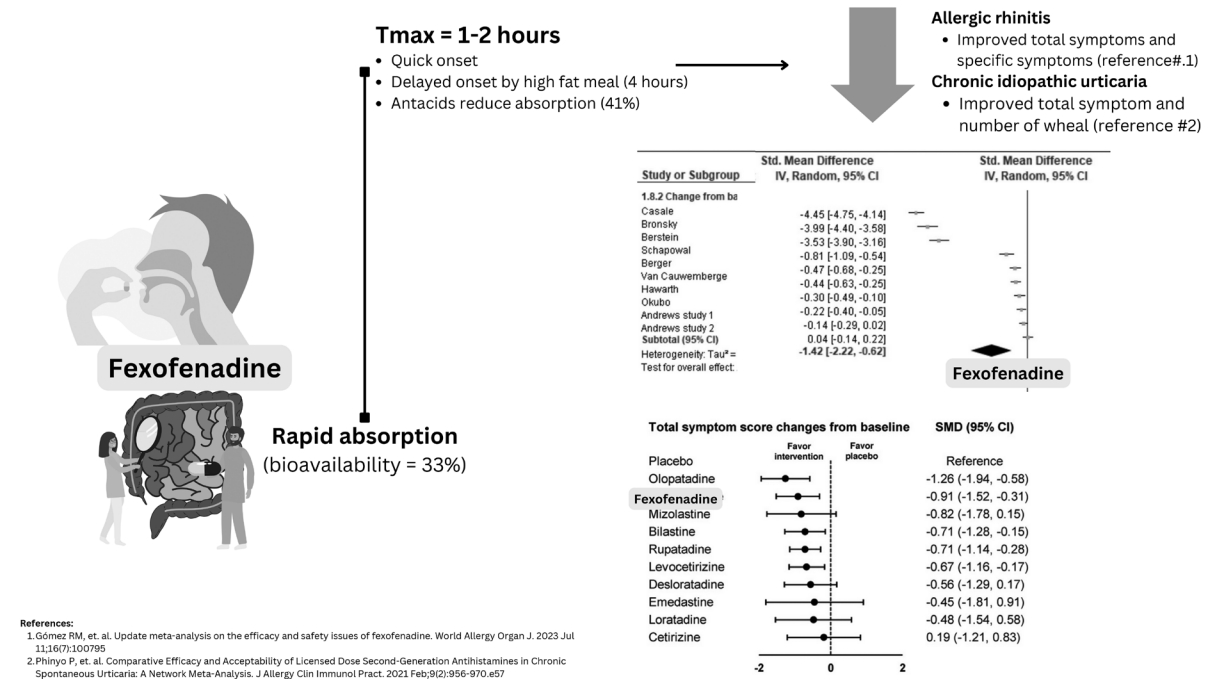 Tmax = 1-2 hours
• Quick onset
• Delayed onset by high fat meal (4 hours)
• Antacids reduce absorption (41%)
Allergic rhinitis
• Improved total symptoms and
specific symptoms (reference#.1)
Chronic idiopathic urticaria
• Improved total symptom and
number of wheal (reference #2)
Fexofenadine
Rapid absorption
(bioavailability = 33%)
Std. Mean Difference Std. Mean Difference
Study or Subgroup IV, Random, 95% CI IV, Random, 95% CI
1.8.2 Change from ba
Casale -4.45 [-4.75, -4.14]
Bronsky -3.99 [-4.40, -3.58]
Berstein -3.53 [-3.90, -3.16]
Schapowal -0.81 [-1.09, -0.54]
Berger -0.47 [-0.68, -0.25]
Van Cauwemberge -0.44 [-0.63, -0.25]
Hawarth -0.30 [-0.49, -0.10]
Okubo -0.22 [-0.40, -0.05]
Andrews study 1 -0.14 [-0.29, 0.02]
Andrews study 2 0.04 [-0.14, 0.22]
Subtotal (95% CI) -1.42 [-2.22, -0.62]
Heterogeneity: Tau² =
Test for overall effect:
Fexofenadine
Total symptom score changes from baseline SMD (95% CI)
Favor Favor
intervention placebo
Placebo Reference
Olopatadine -1.26 (-1.94, -0.58)
Fexofenadine -0.91 (-1.52, -0.31)
Mizolastine -0.82 (-1.78, 0.15)
Bilastine -0.71 (-1.28, -0.15)
Rupatadine -0.71 (-1.14, -0.28)
Levocetirizine -0.67 (-1.16, -0.17)
Desloratadine -0.56 (-1.29, 0.17)
Emedastine -0.45 (-1.81, 0.91)
Loratadine -0.48 (-1.54, 0.58)
Cetirizine 0.19 (-1.21, 0.83)
-2 0 2
References:
1. Gómez RM, et. al. Update meta-analysis on the efficacy and safety issues of fexofenadine. World Allergy Organ J. 2023 Jul
11;16(7):100795
2. Phinyo P, et. al. Comparative Efficacy and Acceptability of Licensed Dose Second-Generation Antihistamines in Chronic
Spontaneous Urticaria: A Network Meta-Analysis. J Allergy Clin Immunol Pract. 2021 Feb;9(2):956-970.e57